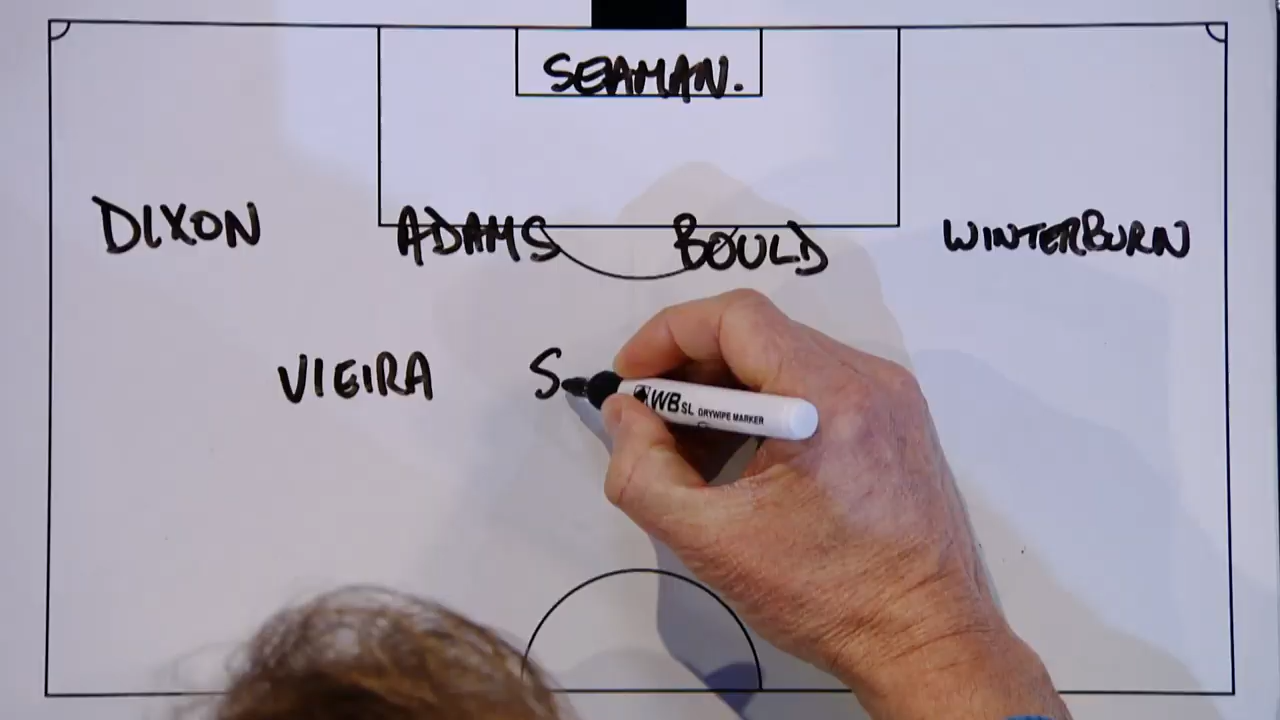 SEAMAN.
DIXON ADAMS BOULD WINTERBURN
VIEIRA S
WB SL DRYWIPE MARKER